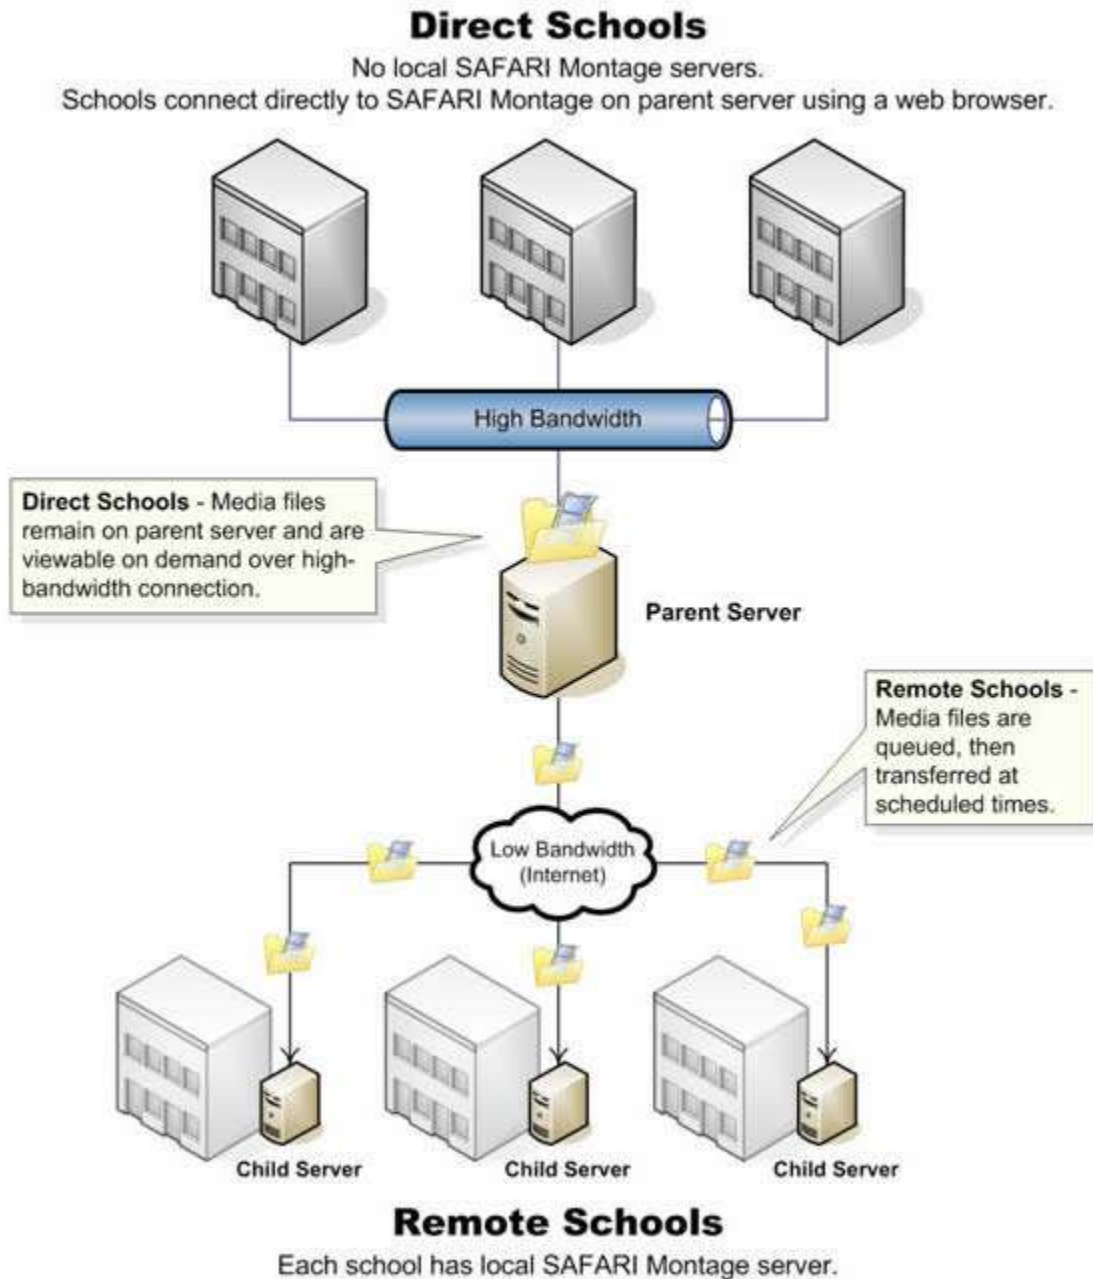 Direct Schools
No local SAFARI Montage servers.
Schools connect directly to SAFARI Montage on parent server using a web browser.
High Bandwidth
Direct Schools - Media files
remain on parent server and are
viewable on demand over high-
bandwidth connection.
Parent Server
Remote Schools -
Media files are
queued, then
transferred at
scheduled times.
Low Bandwidth
(Internet)
Child Server
Child Server
Child Server
Remote Schools
Each school has local SAFARI Montage server.